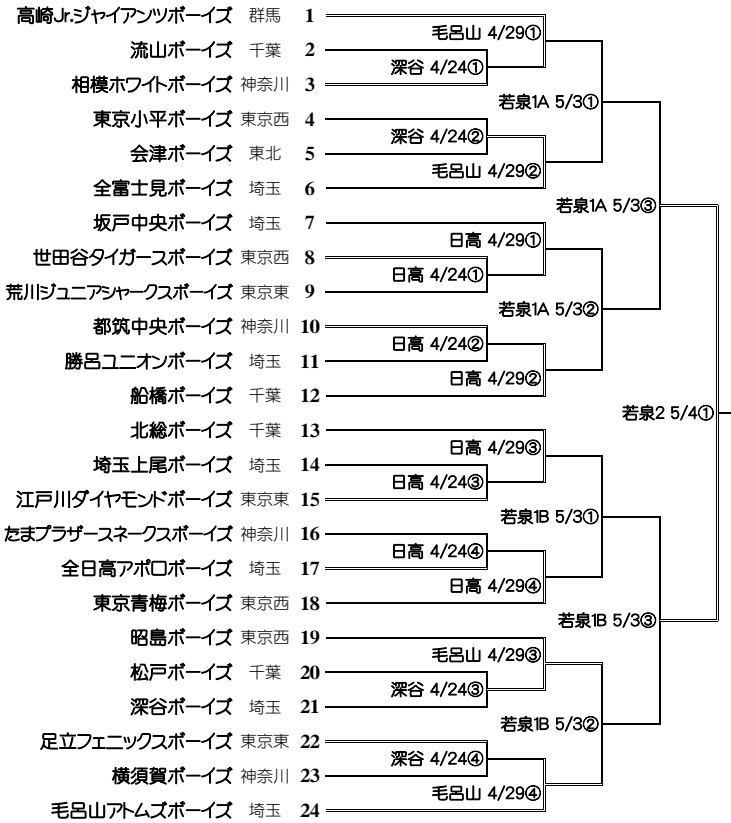 高崎Jr.ジャイアンツボーイズ 群馬 1
毛呂山 4/29①
流山ボーイズ 千葉 2
深谷 4/24①
相模ホワイトボーイズ 神奈川 3
若泉1A 5/3①
東京小平ボーイズ 東京西 4
深谷 4/24②
会津ボーイズ 東北 5
毛呂山 4/29②
全富士見ボーイズ 埼玉 6
若泉1A 5/3③
坂戸中央ボーイズ 埼玉 7
日高 4/29①
世田谷タイガースボーイズ 東京西 8
日高 4/24①
荒川ジュニアシャークスボーイズ 東京東 9
若泉1A 5/3②
都筑中央ボーイズ 神奈川 10
日高 4/24②
勝呂ユニオンボーイズ 埼玉 11
日高 4/29②
船橋ボーイズ 千葉 12
若泉2 5/4①
北総ボーイズ 千葉 13
日高 4/29③
埼玉上尾ボーイズ 埼玉 14
日高 4/24③
江戸川ダイヤモンドボーイズ 東京東 15
若泉1B 5/3①
たまプラザースネークスボーイズ 神奈川 16
日高 4/24④
全日高アポロボーイズ 埼玉 17
日高 4/29④
東京青梅ボーイズ 東京西 18
若泉1B 5/3③
昭島ボーイズ 東京西 19
毛呂山 4/29③
松戸ボーイズ 千葉 20
深谷 4/24③
深谷ボーイズ 埼玉 21
若泉1B 5/3②
足立フェニックスボーイズ 東京東 22
深谷 4/24④
横須賀ボーイズ 神奈川 23
毛呂山 4/29④
毛呂山アトムズボーイズ 埼玉 24